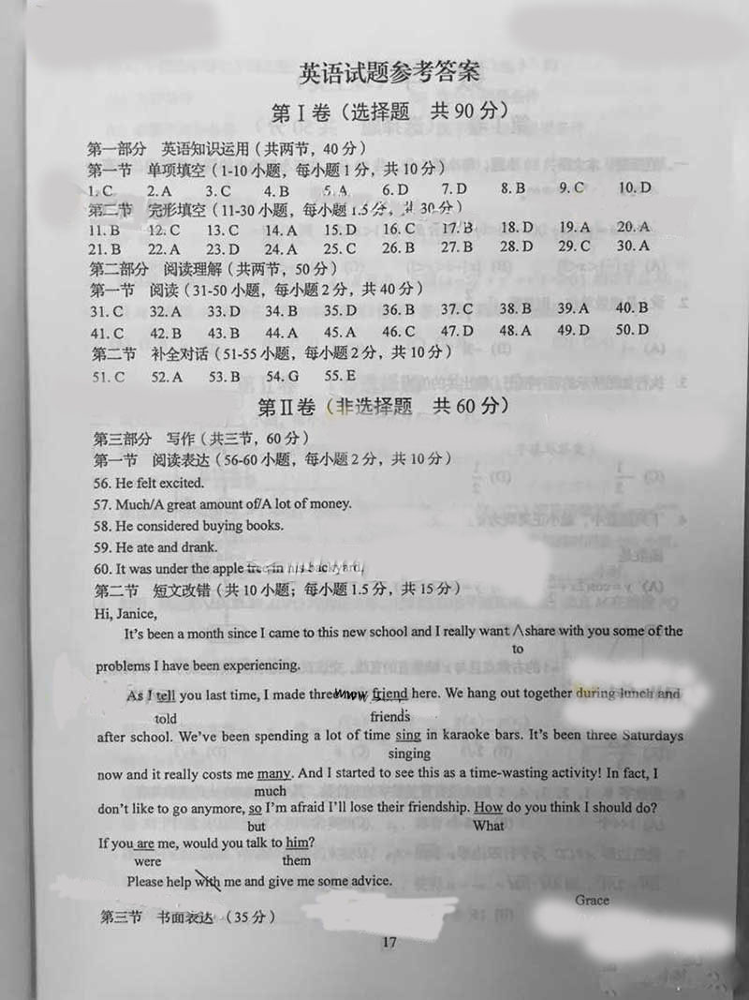 英语试题参考答案
第Ⅰ卷（选择题 共90分）
第一部分 英语知识运用（共两节，40分）
第一节 单项填空（1-10小题，每小题1分，共10分）
1. C 2. A 3. C 4. B 5. A 6. D 7. D 8. B 9. C 10. D
第二节 完形填空（11-30小题，每小题1.5分，共30分）
11. B 12. C 13. C 14. A 15. D 16. C 17. B 18. D 19. A 20. A
21. B 22. A 23. D 24. A 25. C 26. B 27. B 28. D 29. C 30. A
第二部分 阅读理解（共两节，50分）
第一节 阅读（31-50小题，每小题2分，共40分）
31. C 32. A 33. D 34. B 35. D 36. B 37. C 38. B 39. A 40. B
41. C 42. B 43. B 44. A 45. A 46. C 47. D 48. A 49. D 50. D
第二节 补全对话（51-55小题，每小题2分，共10分）
51. C 52. A 53. B 54. G 55. E
第Ⅱ卷（非选择题 共60分）
第三部分 写作（共三节，60分）
第一节 阅读表达（56-60小题，每小题2分，共10分）
56. He felt excited.
57. Much/A great amount of/A lot of money.
58. He considered buying books.
59. He ate and drank.
60. It was under the apple tree in his backyard.
第二节 短文改错（共10小题；每小题1.5分，共15分）
Hi, Janice,
It's been a month since I came to this new school and I really want ∧share with you some of the
to
problems I have been experiencing.
As I tell you last time, I made three new friend here. We hang out together during lunch and
told friends
after school. We've been spending a lot of time sing in karaoke bars. It's been three Saturdays
singing
now and it really costs me many. And I started to see this as a time-wasting activity! In fact, I
much
don't like to go anymore, so I'm afraid I'll lose their friendship. How do you think I should do?
but What
If you are me, would you talk to him?
were them
Please help with me and give me some advice.
Grace
第三节 书面表达（35分）
17